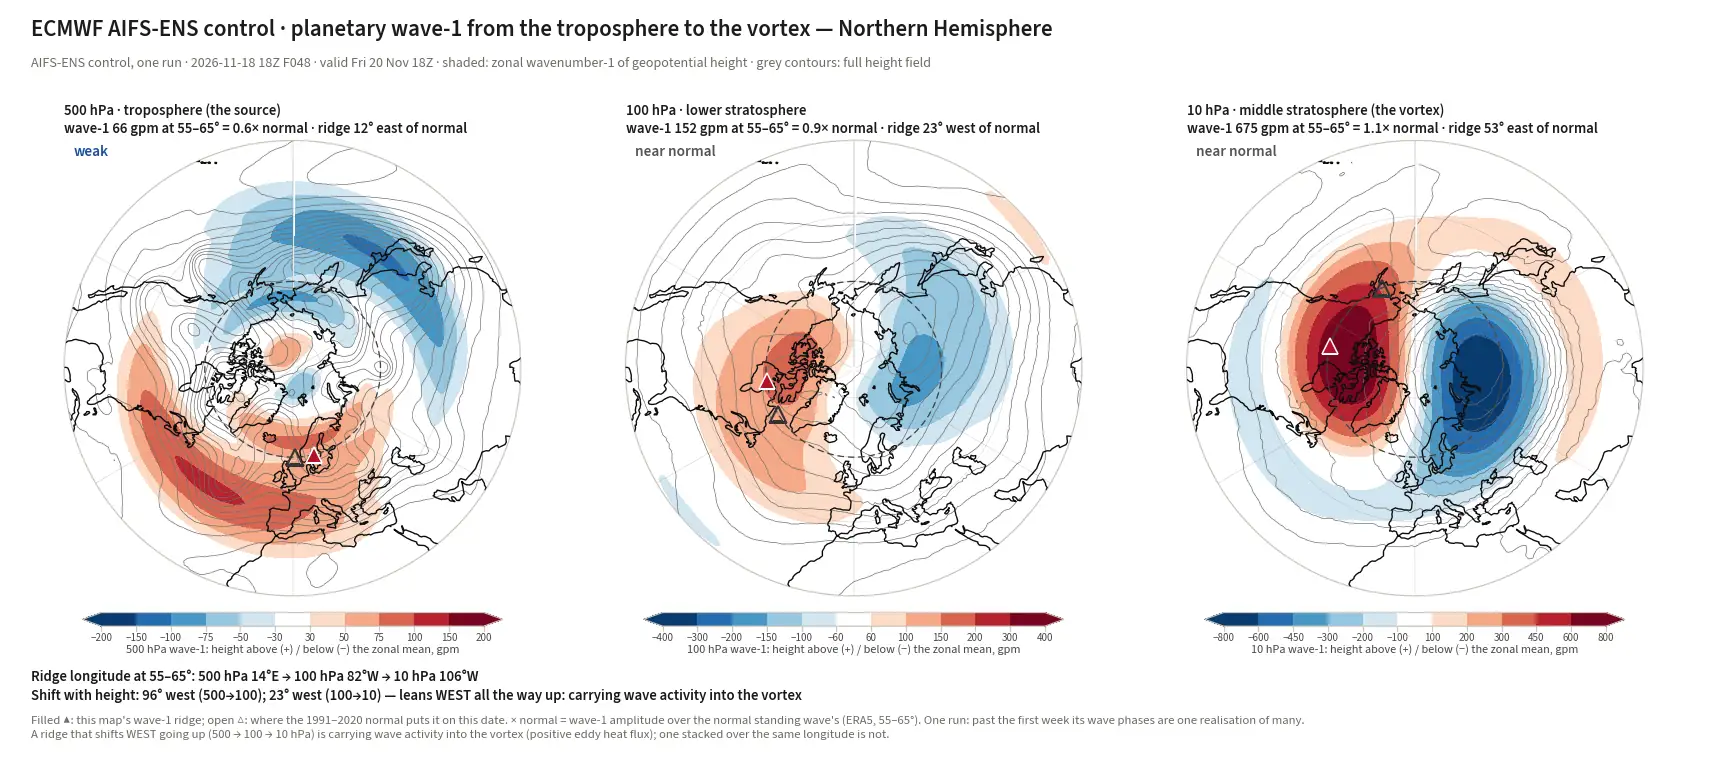 ECMWF AIFS-ENS control · planetary wave-1 from the troposphere to the vortex — Northern Hemisphere
AIFS-ENS control, one run · 2026-11-18 18Z F048 · valid Fri 20 Nov 18Z · shaded: zonal wavenumber-1 of geopotential height · grey contours: full height field
500 hPa · troposphere (the source)
wave-1 66 gpm at 55–65° = 0.6× normal · ridge 12° east of normal
weak
100 hPa · lower stratosphere
wave-1 152 gpm at 55–65° = 0.9× normal · ridge 23° west of normal
near normal
10 hPa · middle stratosphere (the vortex)
wave-1 675 gpm at 55–65° = 1.1× normal · ridge 53° east of normal
near normal
−200 −150 −100 −75 −50 −30 30 50 75 100 150 200
500 hPa wave-1: height above (+) / below (−) the zonal mean, gpm
−400 −300 −200 −150 −100 −60 60 100 150 200 300 400
100 hPa wave-1: height above (+) / below (−) the zonal mean, gpm
−800 −600 −450 −300 −200 −100 100 200 300 450 600 800
10 hPa wave-1: height above (+) / below (−) the zonal mean, gpm
Ridge longitude at 55–65°: 500 hPa 14°E → 100 hPa 82°W → 10 hPa 106°W
Shift with height: 96° west (500→100); 23° west (100→10) — leans WEST all the way up: carrying wave activity into the vortex
Filled ▲: this map's wave-1 ridge; open △: where the 1991–2020 normal puts it on this date. × normal = wave-1 amplitude over the normal standing wave's (ERA5, 55–65°). One run: past the first week its wave phases are one realisation of many.
A ridge that shifts WEST going up (500 → 100 → 10 hPa) is carrying wave activity into the vortex (positive eddy heat flux); one stacked over the same longitude is not.